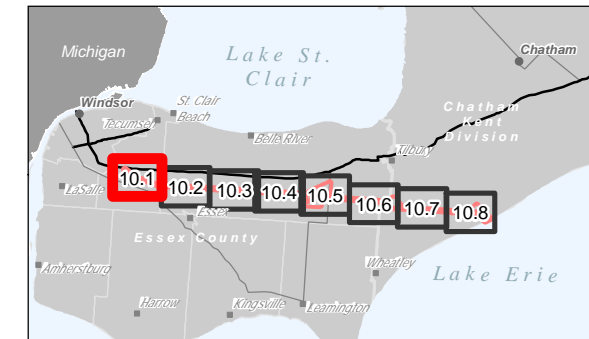 Michigan
Lake St.
Clair
Chatham
Windsor
St. Clair
Beach
Tecumseh
Chatham
Kent
Division
Belle River
Tilbury
10.1
10.2
10.3
10.4
10.5
10.6
10.7
10.8
LaSalle
Essex
Essex County
Wheatley
Amherstburg
Lake Erie
Harrow
Kingsville
Leamington